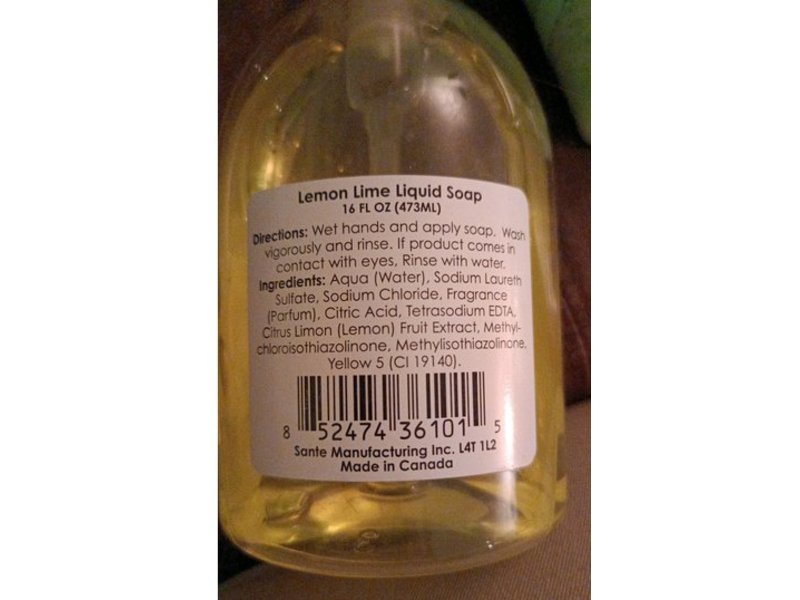 Lemon Lime Liquid Soap
16 FL OZ (473ML)
Directions: Wet hands and apply soap. Wash
vigorously and rinse. If product comes in
contact with eyes, Rinse with water.
Ingredients: Aqua (Water), Sodium Laureth
Sulfate, Sodium Chloride, Fragrance
(Parfum), Citric Acid, Tetrasodium EDTA,
Citrus Limon (Lemon) Fruit Extract, Methyl-
chloroisothiazolinone, Methylisothiazolinone,
Yellow 5 (CI 19140).
8 52474 36101 5
Sante Manufacturing Inc. L4T 1L2
Made in Canada